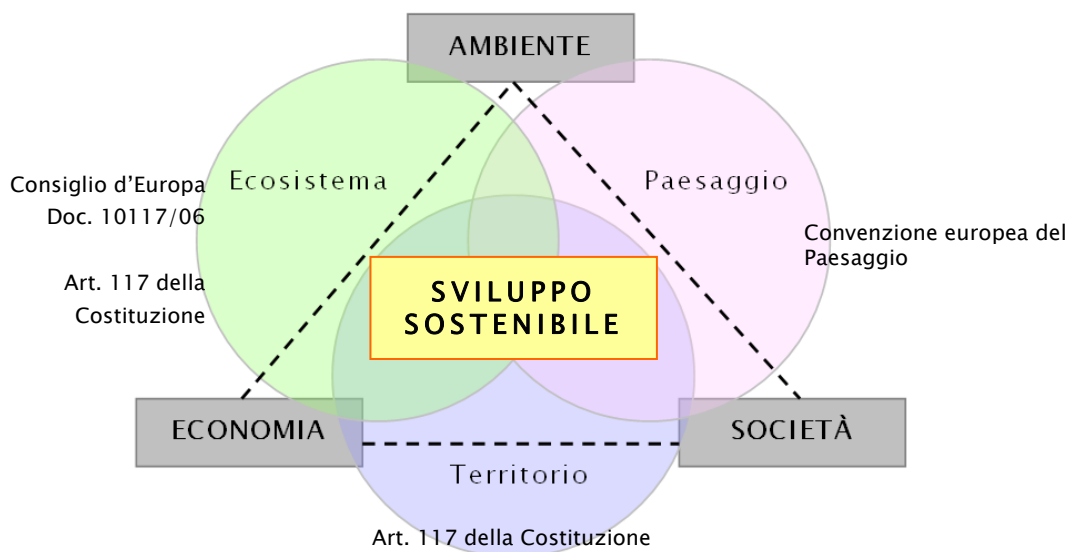 AMBIENTE
Ecosistema
Paesaggio
Consiglio d’Europa
Doc. 10117/06
Art. 117 della
Costituzione
Convenzione europea del
Paesaggio
SVILUPPO
SOSTENIBILE
ECONOMIA
SOCIETÀ
Territorio
Art. 117 della Costituzione